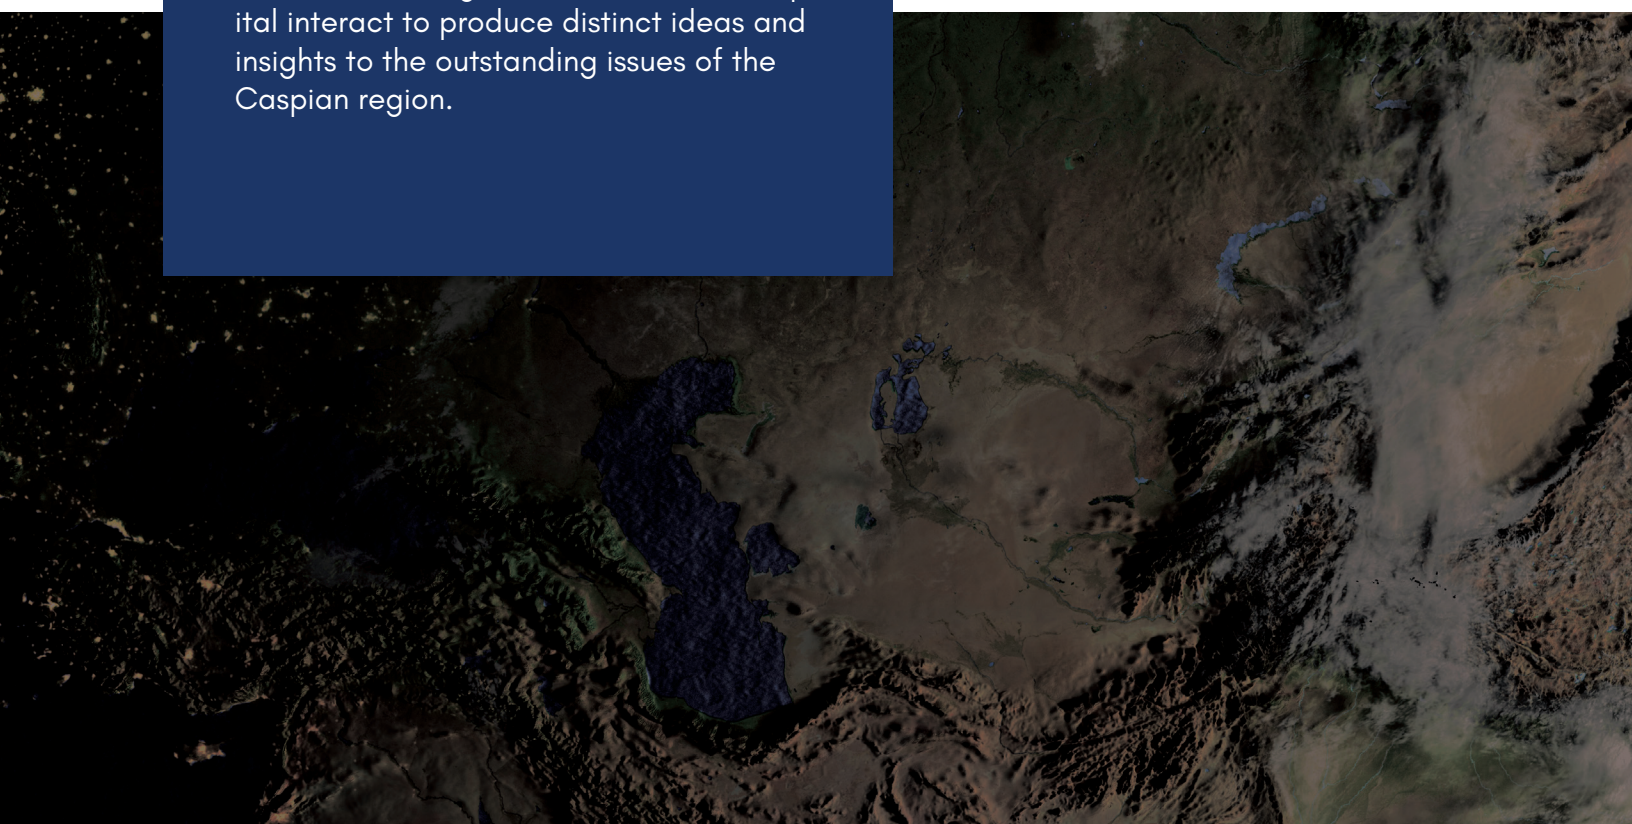 ital interact to produce distinct ideas and
insights to the outstanding issues of the
Caspian region.